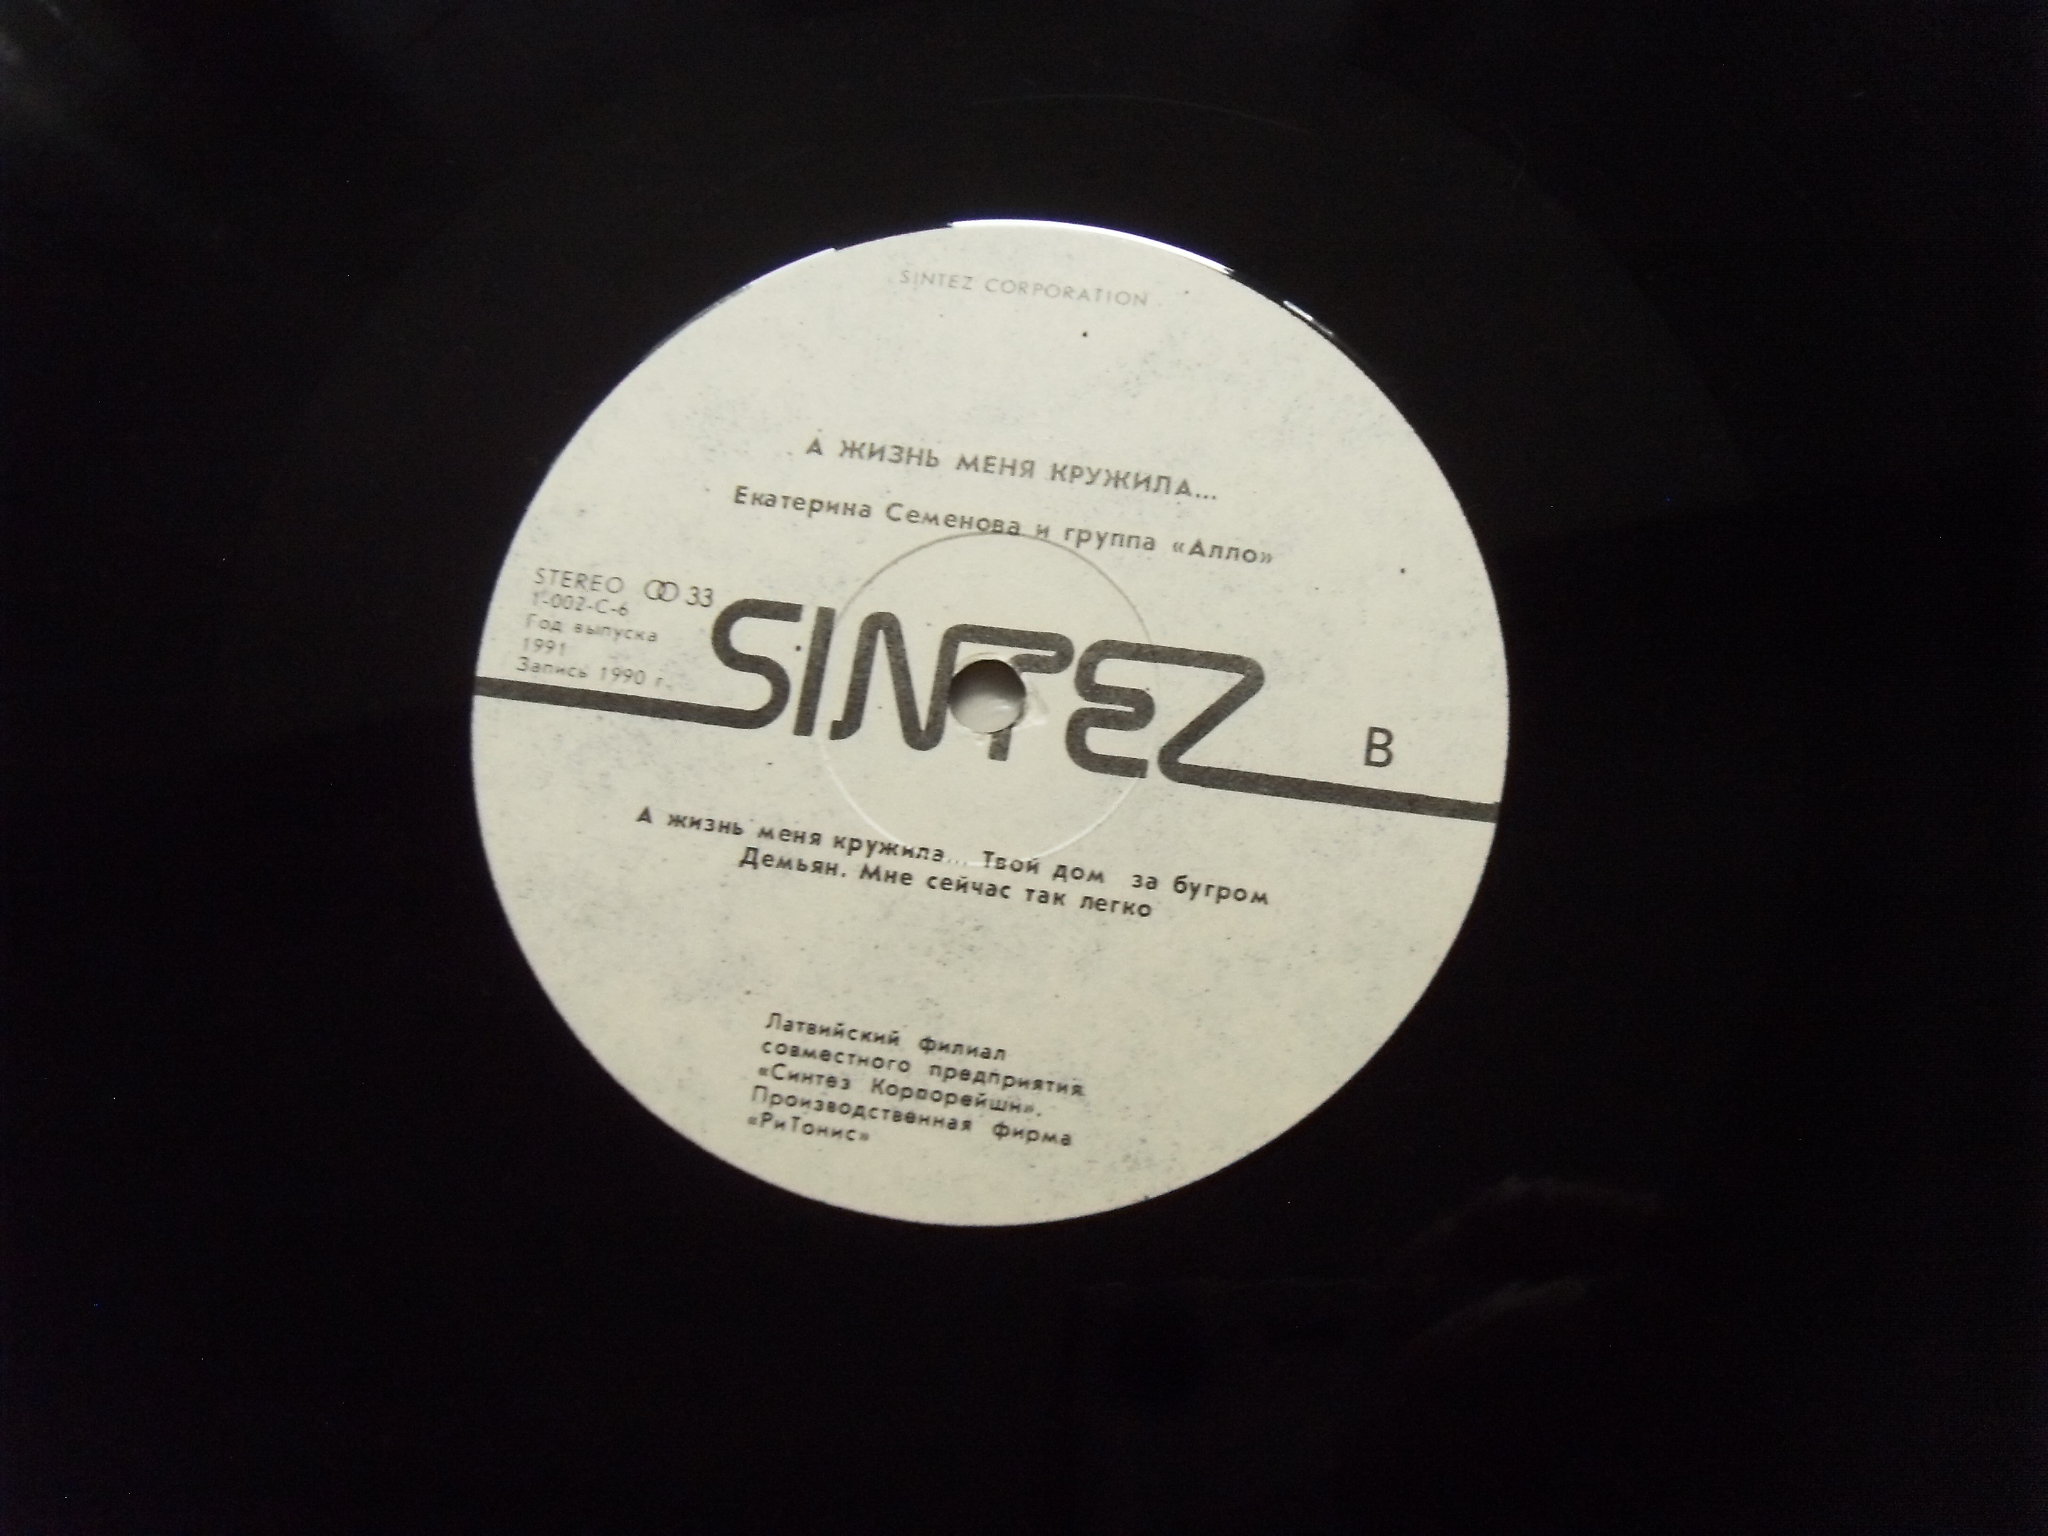 SINTEZ CORPORATION
А ЖИЗНЬ МЕНЯ КРУЖИЛА...
Екатерина Семенова и группа «Алло»
STEREO 33
1-002-С-6
Год выпуска
1991
Запись 1990 г.
SINTEZ
B
А жизнь меня кружила... Твой дом за бугром
Демьян. Мне сейчас так легко
Латвийский филиал
совместного предприятия
«Синтез Корпорейшн».
Производственная фирма
«РиТонис»